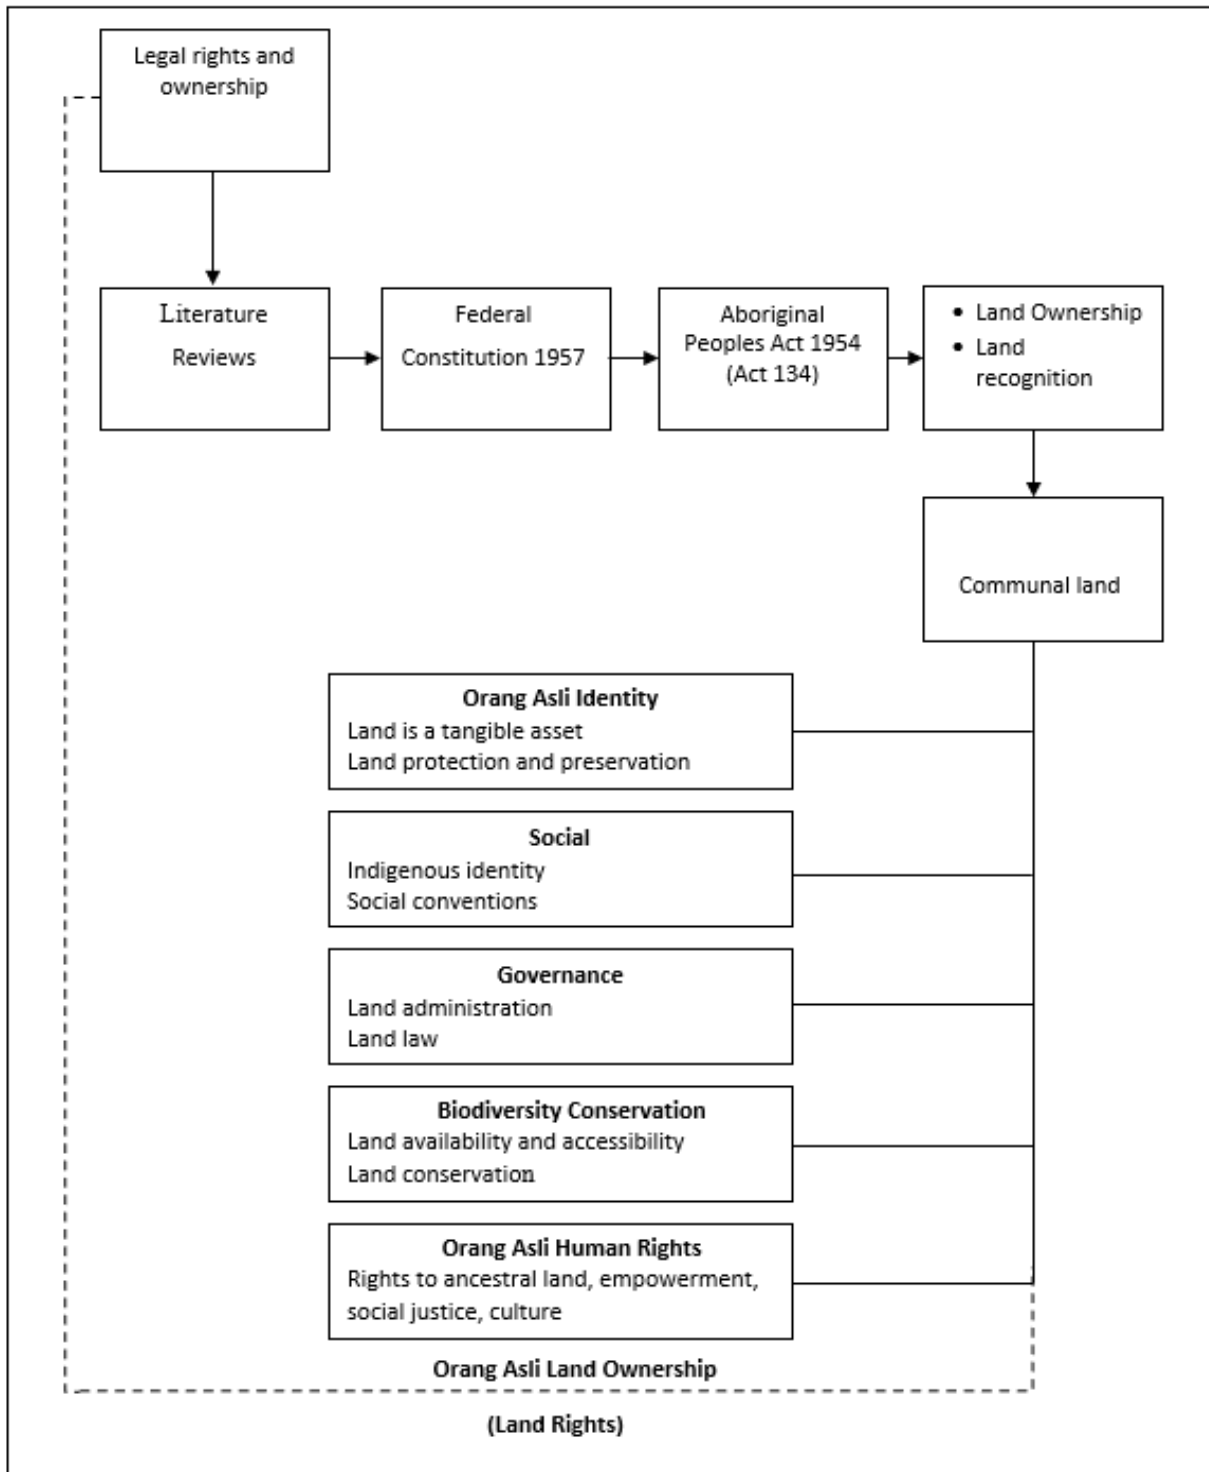 Legal rights and
ownership
Literature
Reviews
Federal
Constitution 1957
Aboriginal
Peoples Act 1954
(Act 134)
• Land Ownership
• Land
recognition
Communal land
Orang Asli Identity
Land is a tangible asset
Land protection and preservation
Social
Indigenous identity
Social conventions
Governance
Land administration
Land law
Biodiversity Conservation
Land availability and accessibility
Land conservation
Orang Asli Human Rights
Rights to ancestral land, empowerment,
social justice, culture
Orang Asli Land Ownership
(Land Rights)